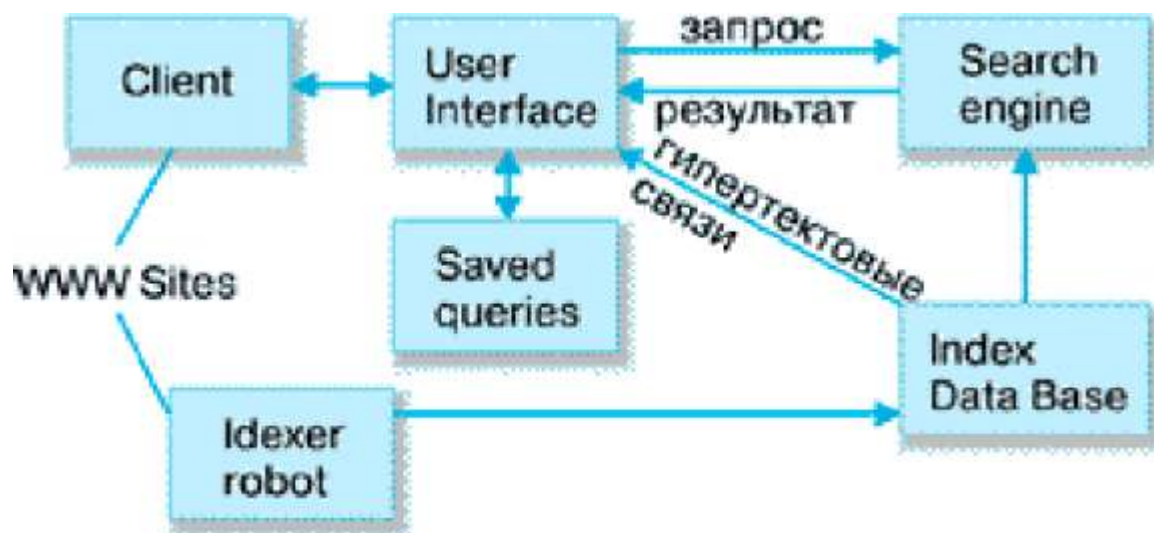 Client
User
Interface
запрос
результат
Search
engine
гипертектовые
связи
WWW Sites
Saved
queries
Index
Data Base
Idexer
robot